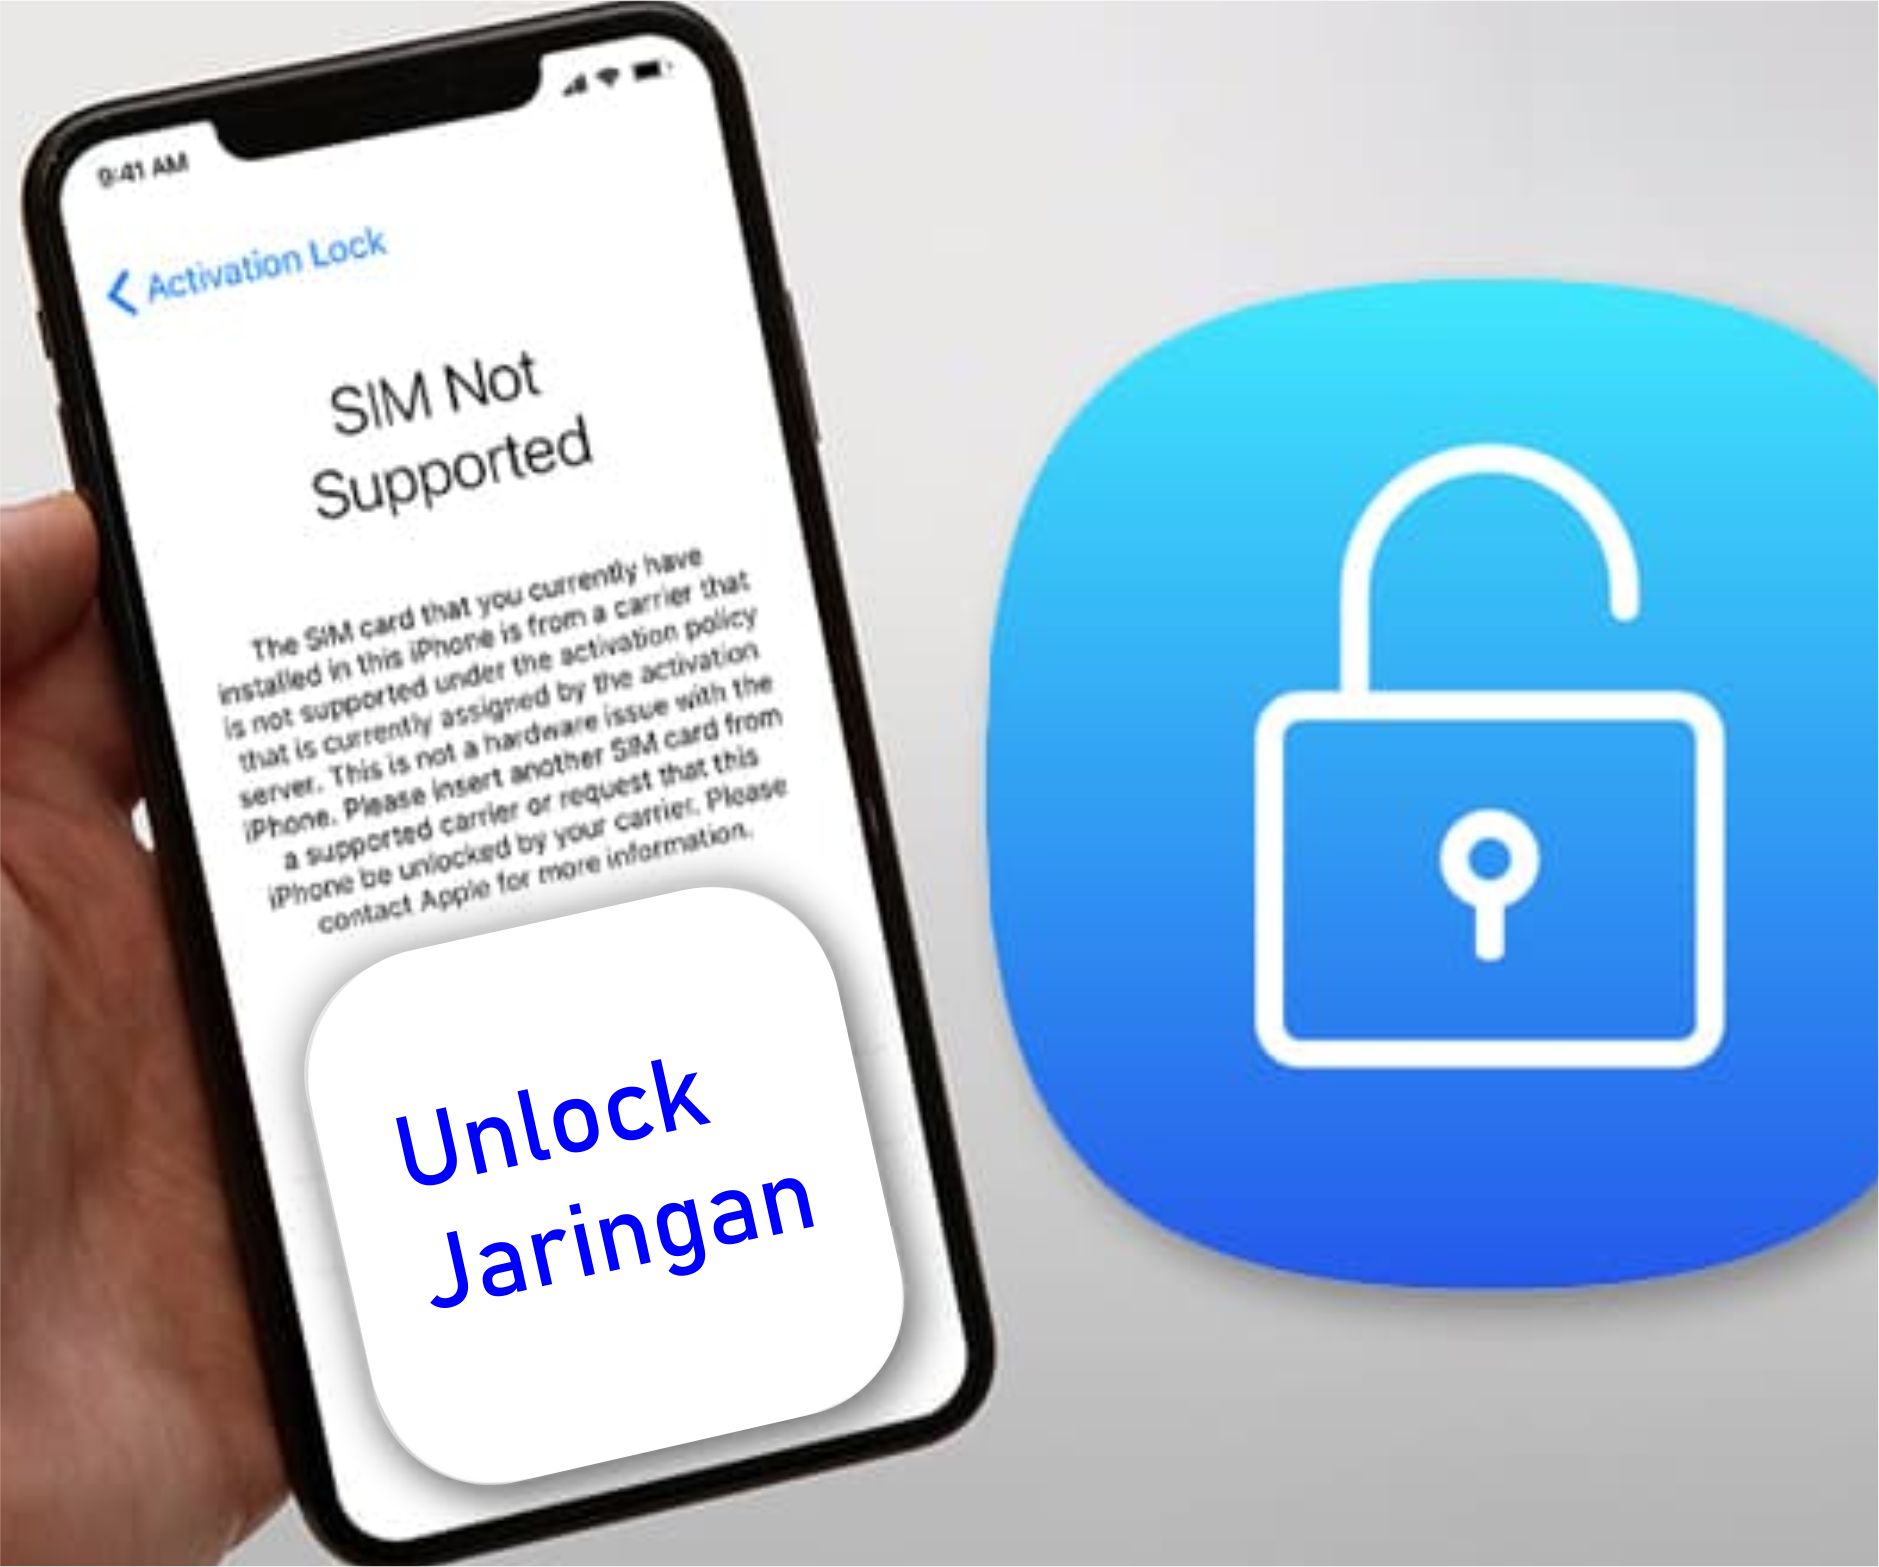 9:41 AM
Activation Lock
SIM Not
Supported
The SIM card that you currently have
installed in this iPhone is from a carrier that
is not supported under the activation policy
that is currently assigned by the activation
server. This is not a hardware issue with the
iPhone. Please insert another SIM card from
a supported carrier or request that this
iPhone be unlocked by your carrier. Please
contact Apple for more information.
Unlock
Jaringan